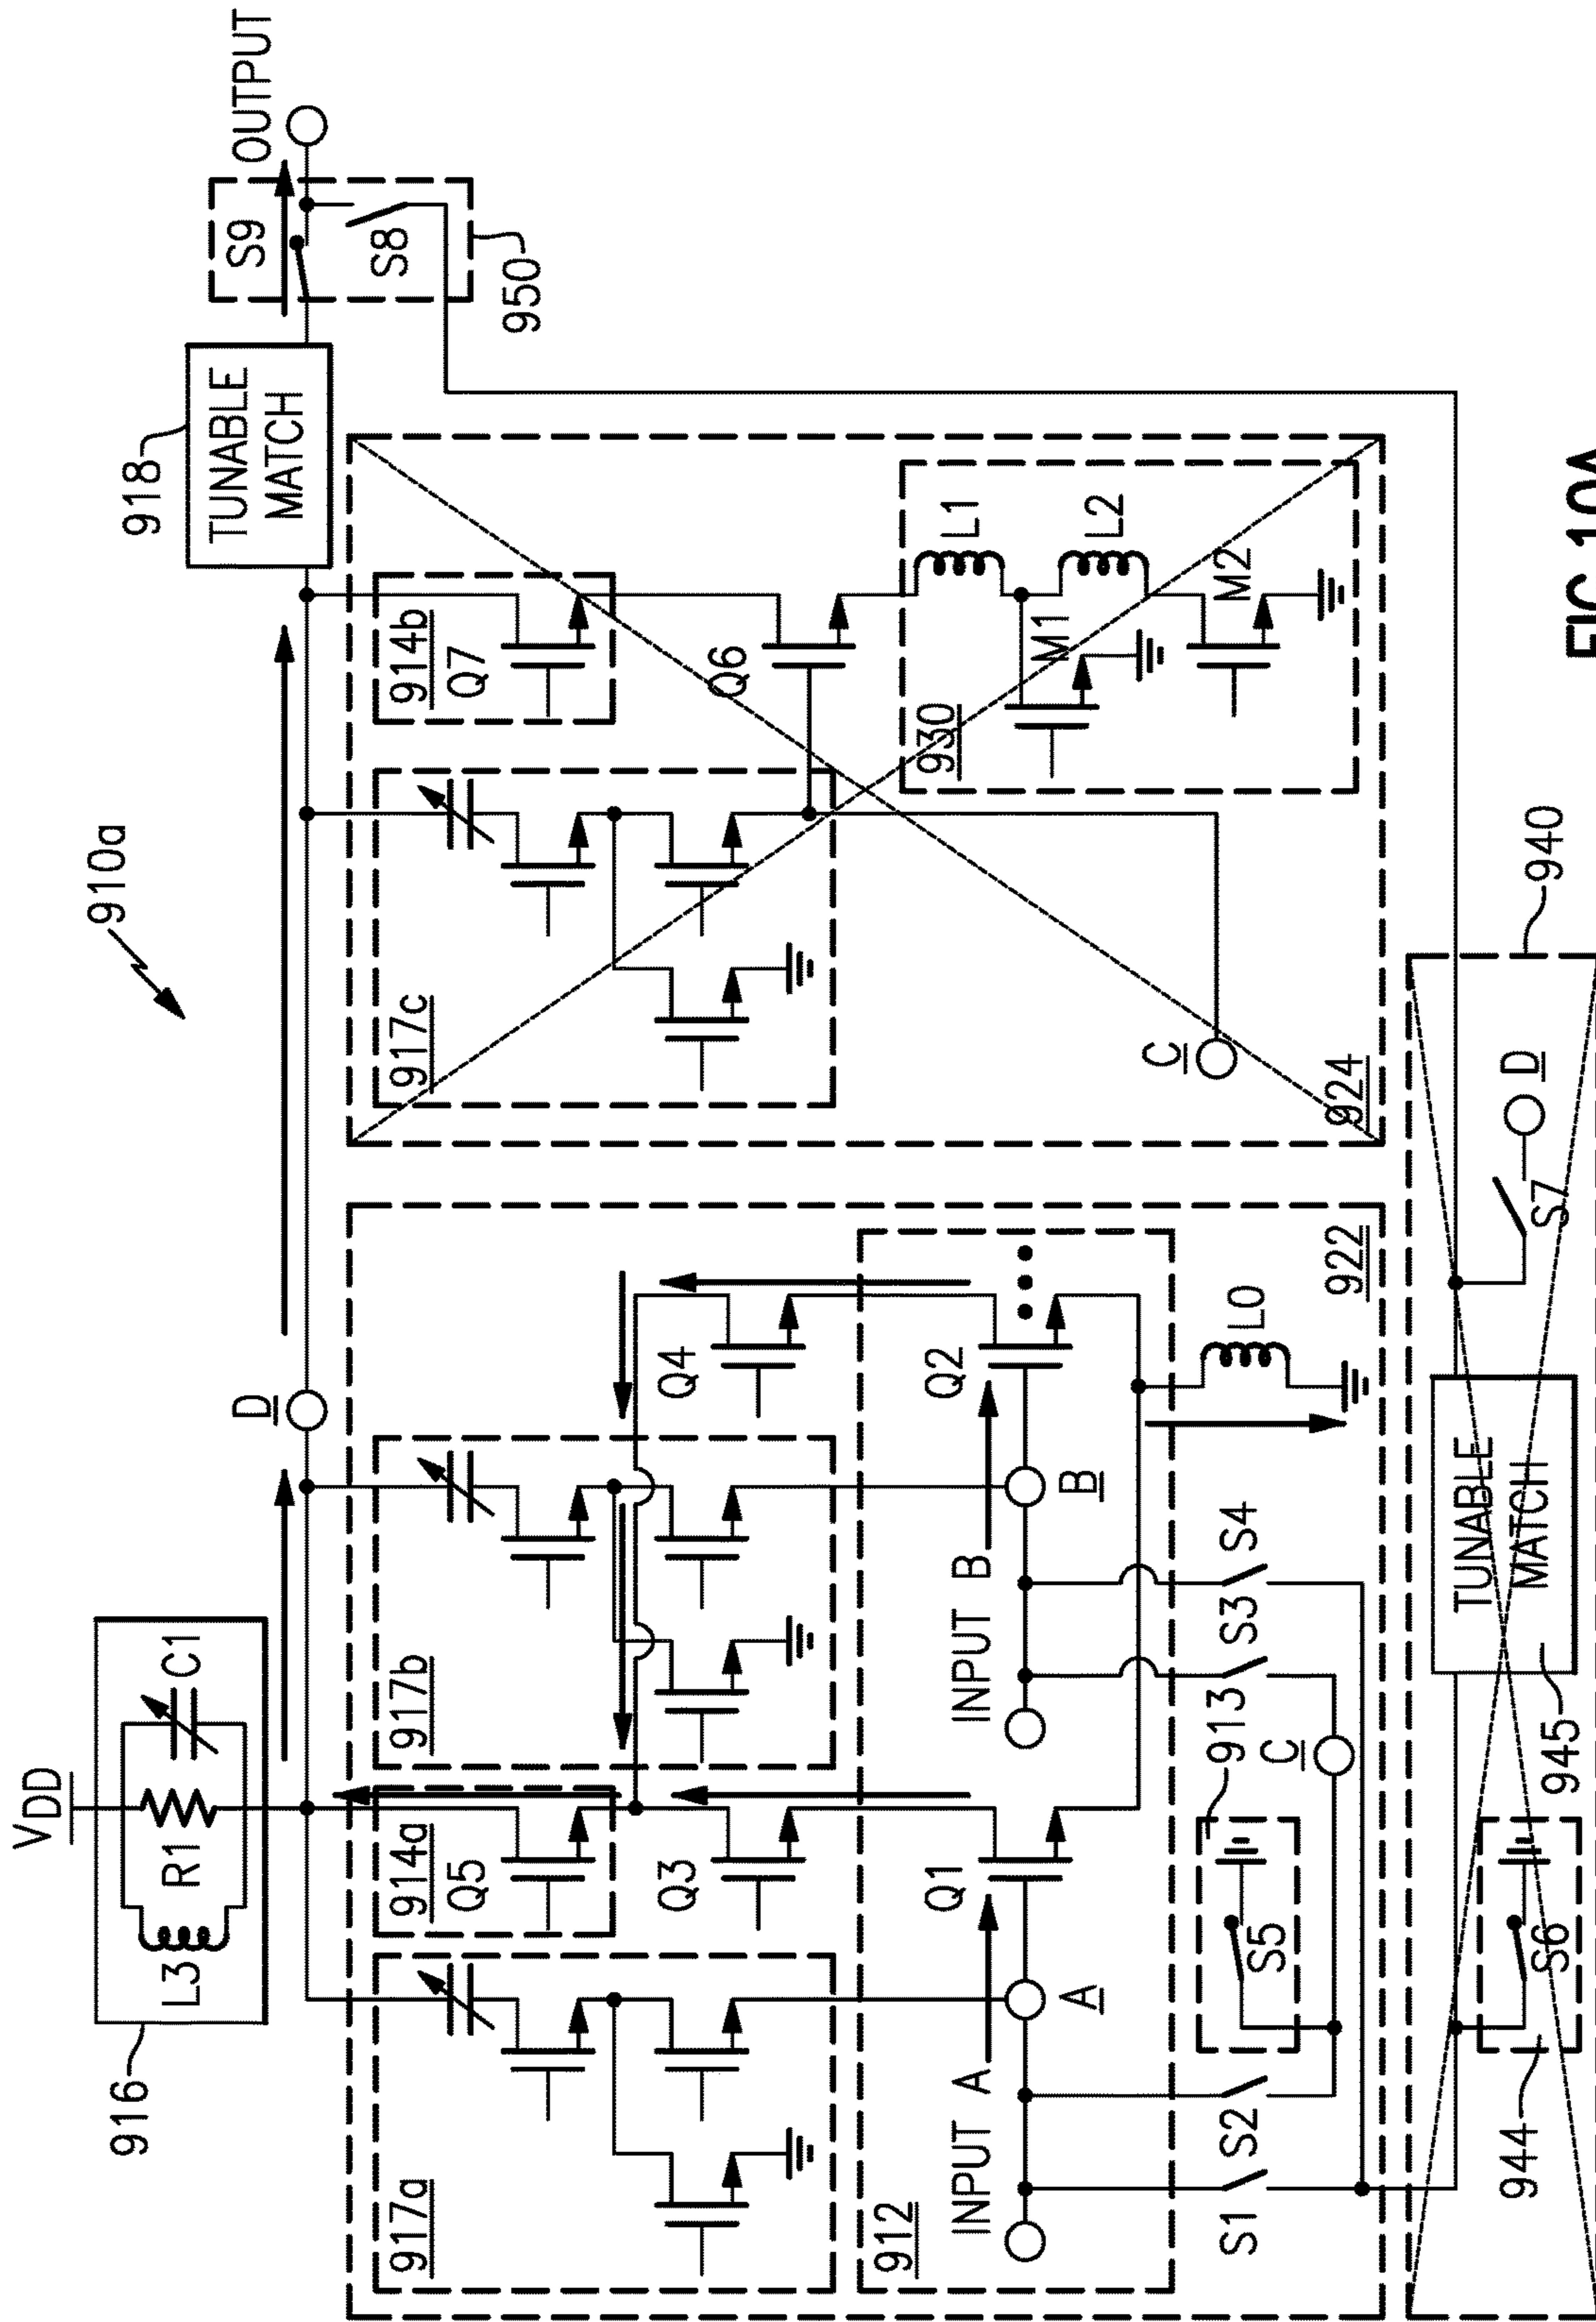 910a
VDD
916
L3
R1
C1
D
918
TUNABLE
MATCH
S9
OUTPUT
S8
950
917a
914a
Q5
917b
Q3
Q4
917c
914b
Q7
Q6
912
INPUT A
A
Q1
INPUT B
B
Q2
930
M1
L1
L2
M2
S1
S2
S5
913
C
S3
S4
L0
922
C
924
944
S6
945
TUNABLE
MATCH
S7
D
940
FIG.10A